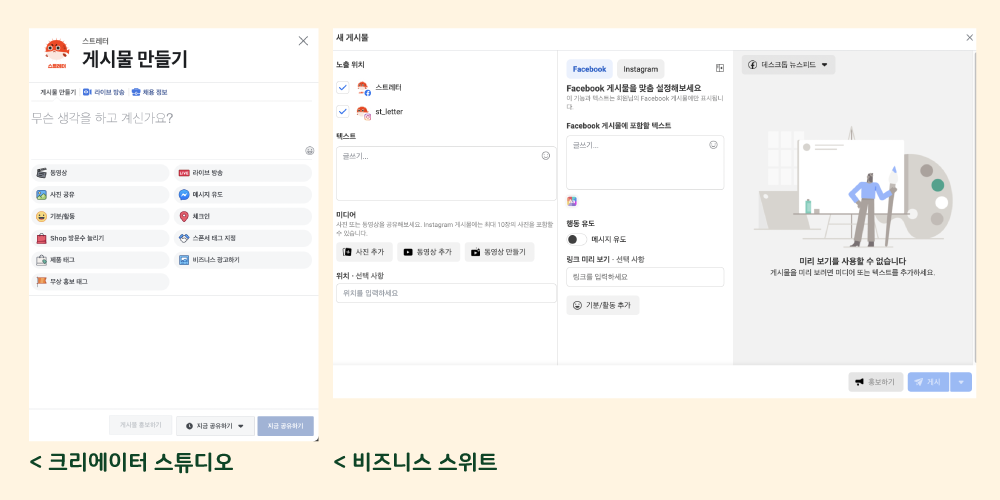 스트레터
스트레터
게시물 만들기
게시물 만들기
라이브 방송
채용 정보
무슨 생각을 하고 계신가요?
동영상
LIVE 라이브 방송
사진 공유
메시지 유도
기분/활동
체크인
Shop 방문수 늘리기
스폰서 태그 지정
제품 태그
비즈니스 광고하기
무상 홍보 태그
게시물 홍보하기
지금 공유하기
지금 공유하기
< 크리에이터 스튜디오
새 게시물
노출 위치
스트레터
st_letter
텍스트
글쓰기...
미디어
사진 또는 동영상을 공유해보세요. Instagram 게시물에는 최대 10장의 사진을 포함할
수 있습니다.
사진 추가
동영상 추가
동영상 만들기
위치 · 선택 사항
위치를 입력하세요
Facebook
Instagram
Facebook 게시물을 맞춤 설정해보세요
이 기능과 텍스트는 회원님의 Facebook 게시물에만 표시됩니
다.
Facebook 게시물에 포함할 텍스트
글쓰기...
행동 유도
메시지 유도
링크 미리 보기 · 선택 사항
링크를 입력하세요
기분/활동 추가
데스크톱 뉴스피드
미리 보기를 사용할 수 없습니다
게시물을 미리 보려면 미디어 또는 텍스트를 추가하세요.
홍보하기
게시
< 비즈니스 스위트